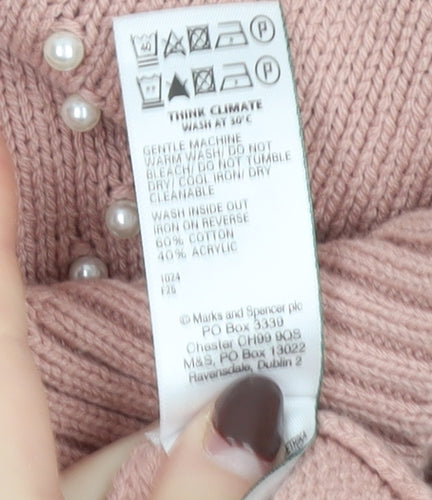 40
P
P
THINK CLIMATE
WASH AT 30°C
GENTLE MACHINE
WARM WASH/ DO NOT
BLEACH/ DO NOT TUMBLE
DRY/ COOL IRON/ DRY
CLEANABLE
WASH INSIDE OUT
IRON ON REVERSE
60% COTTON
40% ACRYLIC
1024
F25
© Marks and Spencer plc
PO Box 3339
Chester CH99 9QS
M&S, PO Box 13022
Ravensdale, Dublin 2